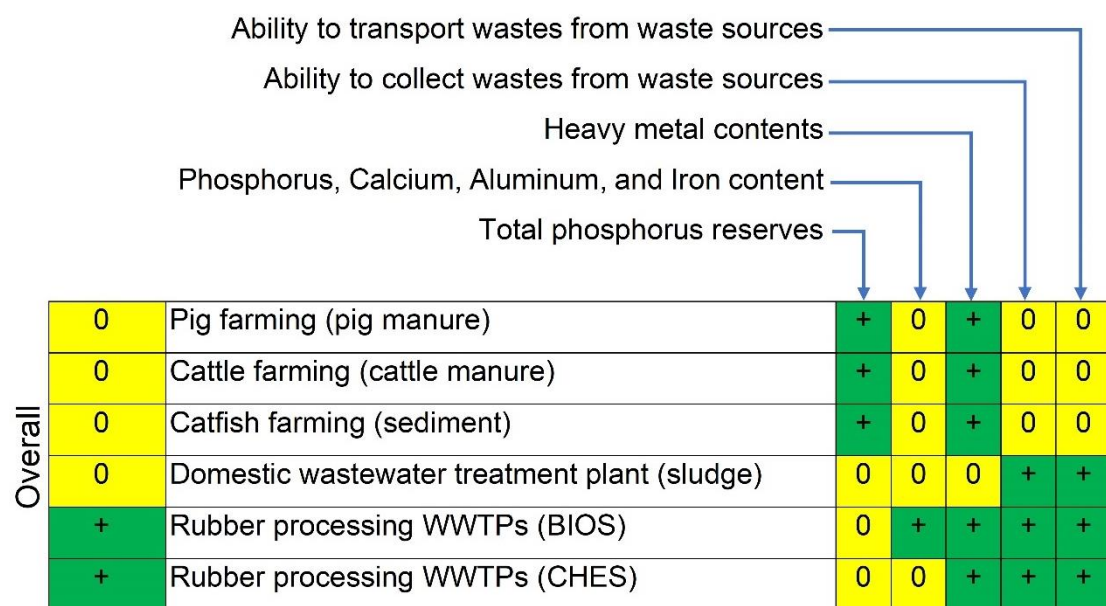 Ability to transport wastes from waste sources
Ability to collect wastes from waste sources
Heavy metal contents
Phosphorus, Calcium, Aluminum, and Iron content
Total phosphorus reserves
Overall
0 Pig farming (pig manure) + 0 + 0 0
0 Cattle farming (cattle manure) + 0 + 0 0
0 Catfish farming (sediment) + 0 + 0 0
0 Domestic wastewater treatment plant (sludge) 0 0 0 + +
+ Rubber processing WWTPs (BIOS) 0 + + + +
+ Rubber processing WWTPs (CHES) 0 0 + + +